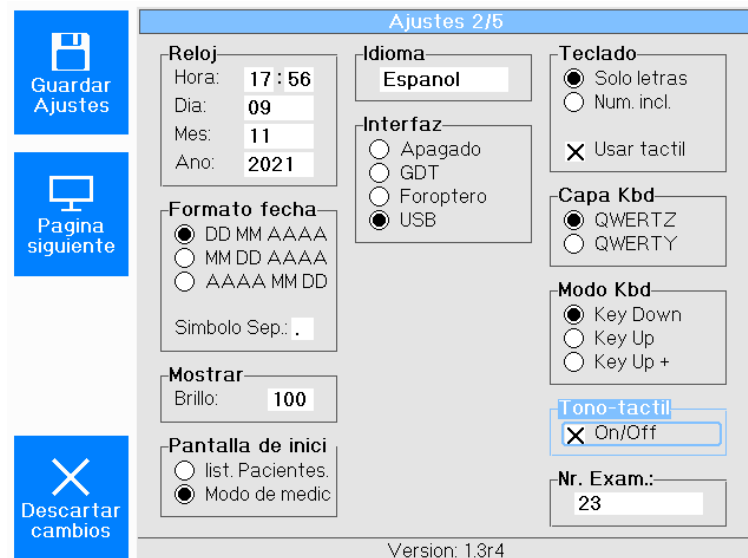 Ajustes 2/5
Guardar
Ajustes
Pagina
siguiente
Descartar
cambios
Reloj
Hora: 17:56
Dia: 09
Mes: 11
Ano: 2021
Formato fecha
DD MM AAAA
MM DD AAAA
AAAA MM DD
Simbolo Sep.: .
Mostrar
Brillo: 100
Pantalla de inici
list. Pacientes.
Modo de medic
Idioma
Espanol
Interfaz
Apagado
GDT
Foroptero
USB
Teclado
Solo letras
Num. incl.
Usar tactil
Capa Kbd
QWERTZ
QWERTY
Modo Kbd
Key Down
Key Up
Key Up +
Tono-tactil
On/Off
Nr. Exam.:
23
Version: 1.3r4